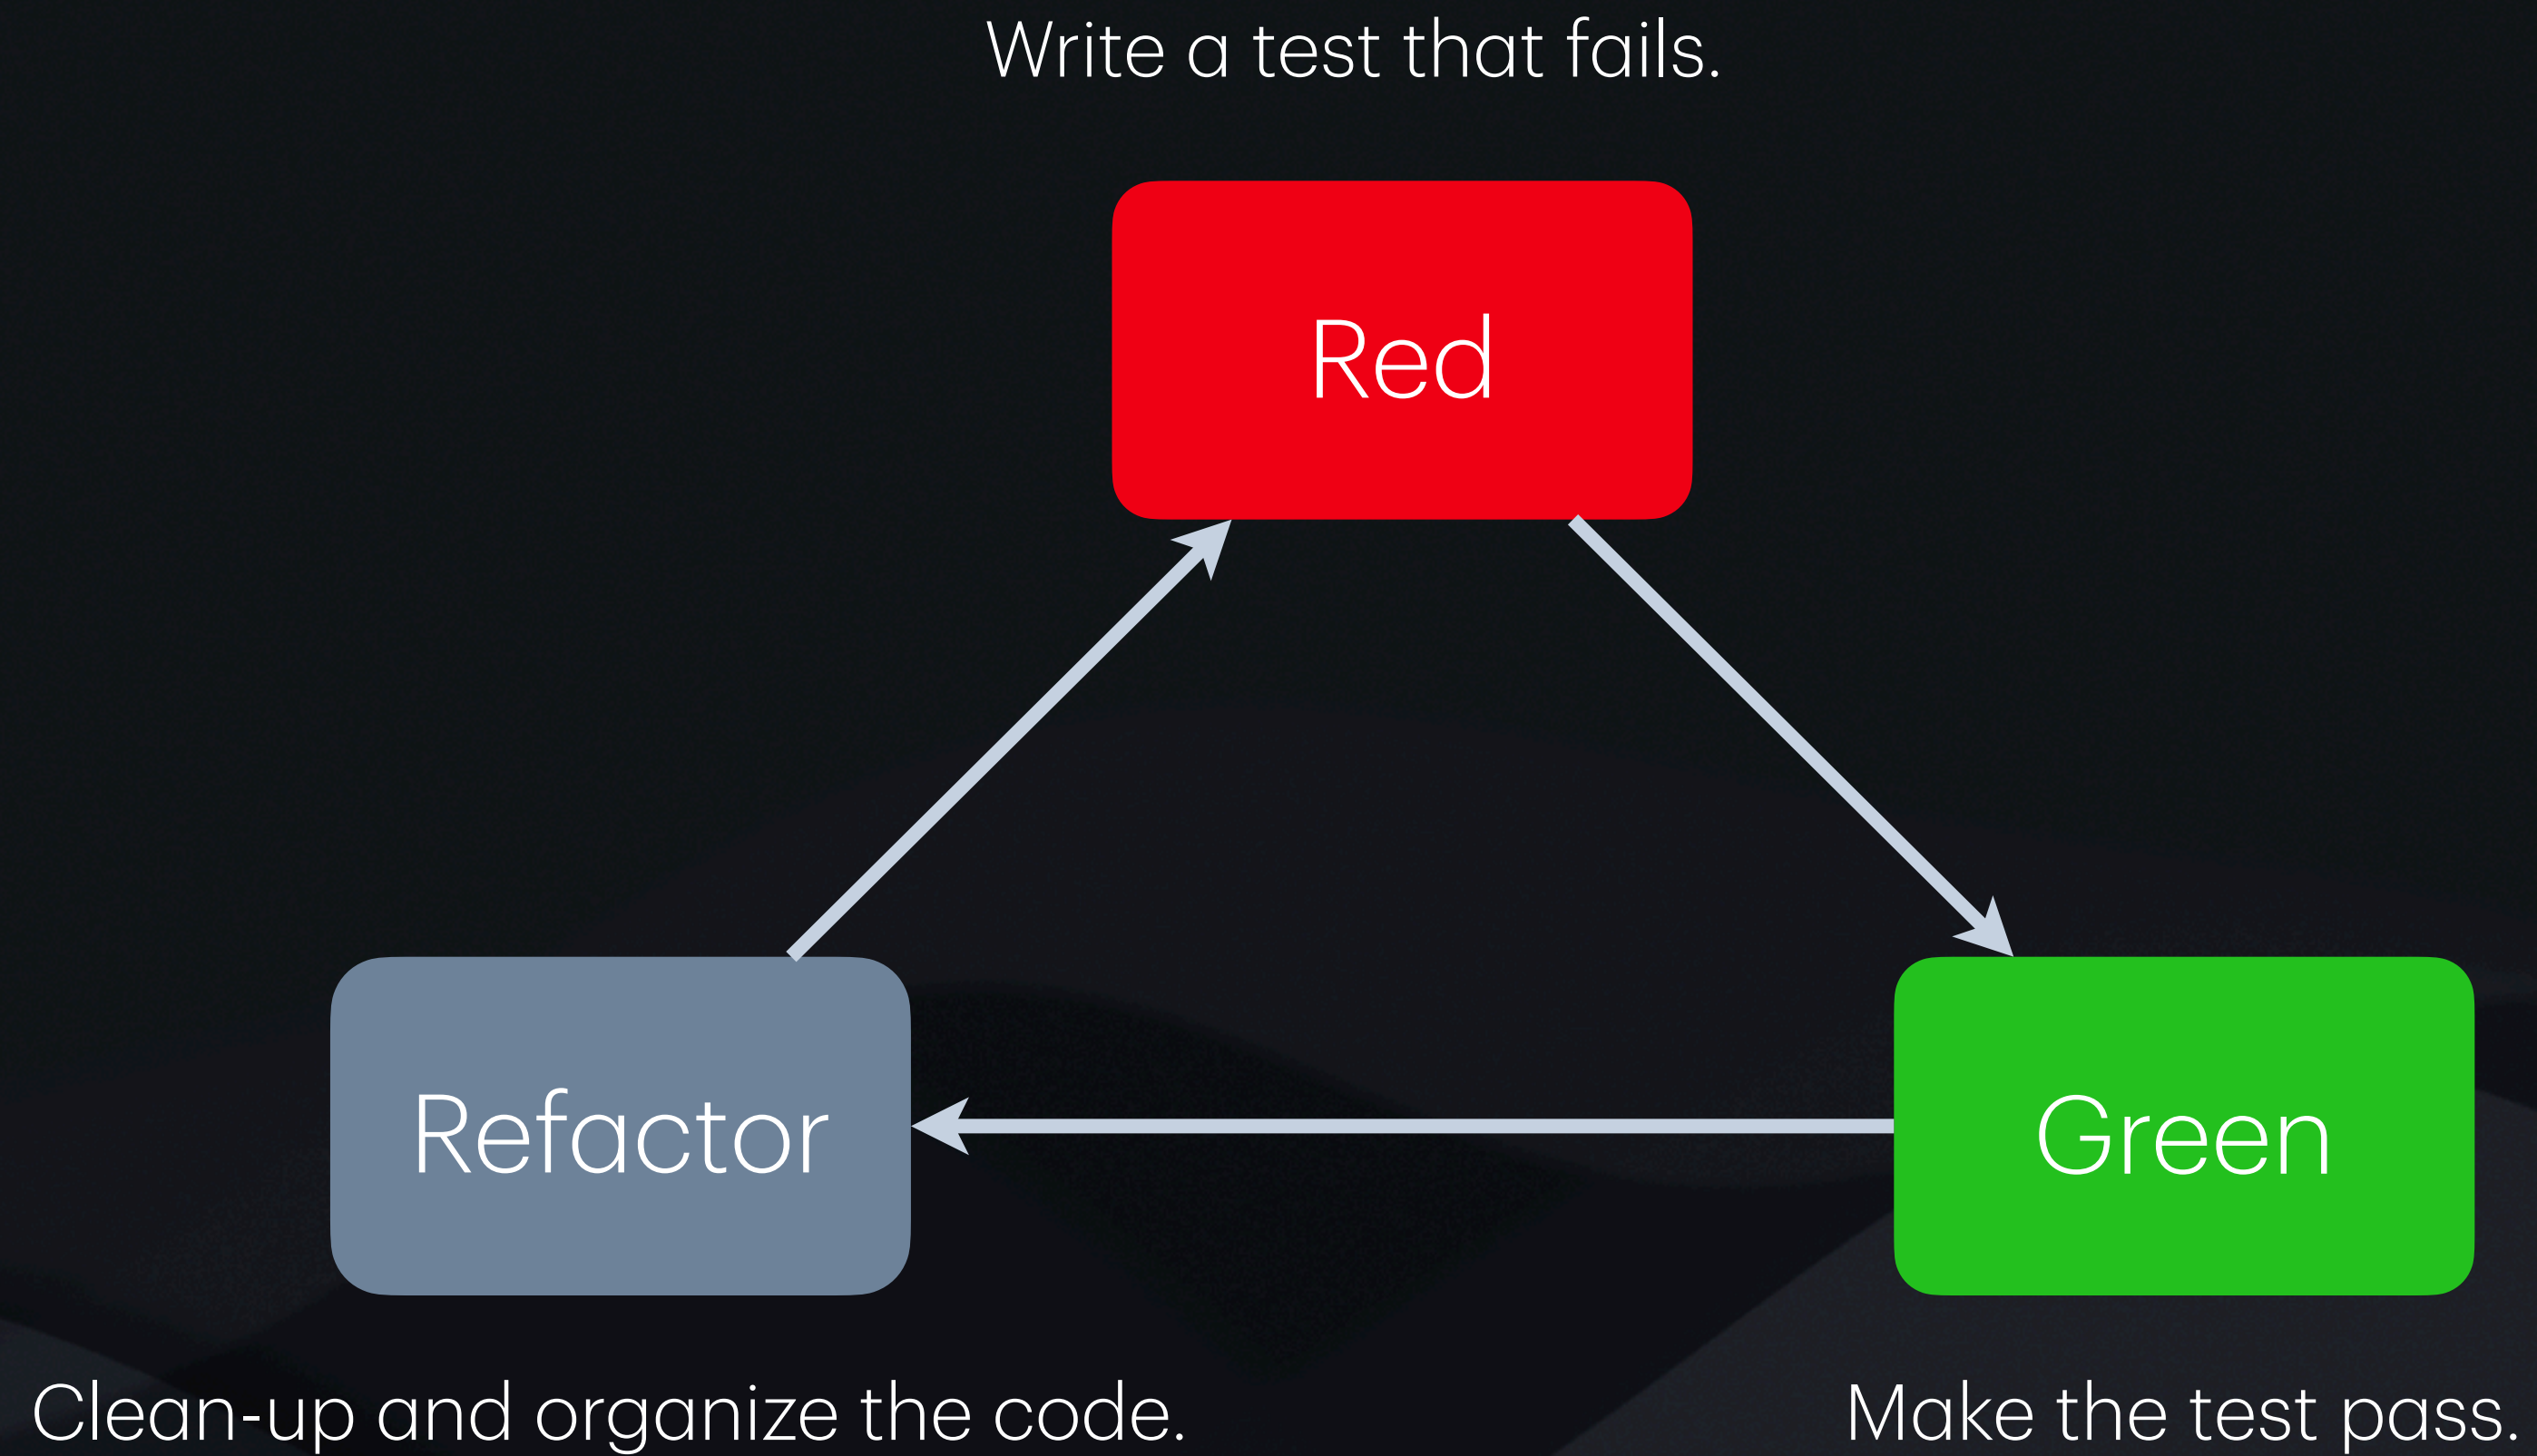 Write a test that fails.
Red
Refactor
Green
Clean-up and organize the code.
Make the test pass.